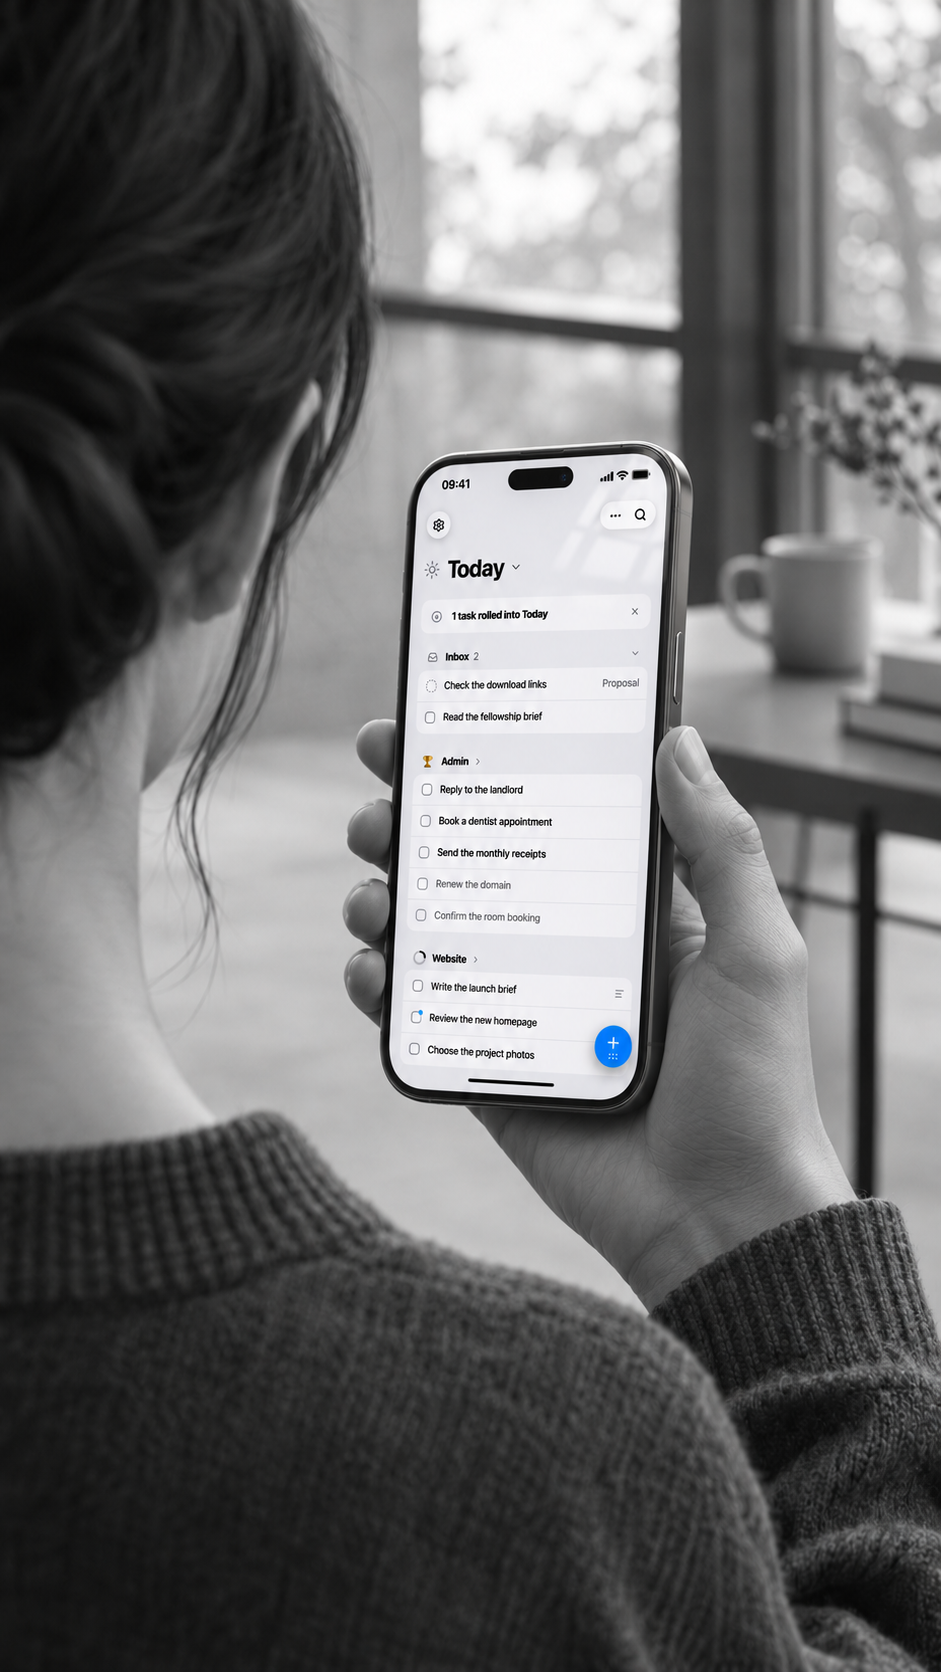 09:41
Today
1 task rolled into Today
Inbox 2
Check the download links Proposal
Read the fellowship brief
Admin
Reply to the landlord
Book a dentist appointment
Send the monthly receipts
Renew the domain
Confirm the room booking
Website
Write the launch brief
Review the new homepage
Choose the project photos